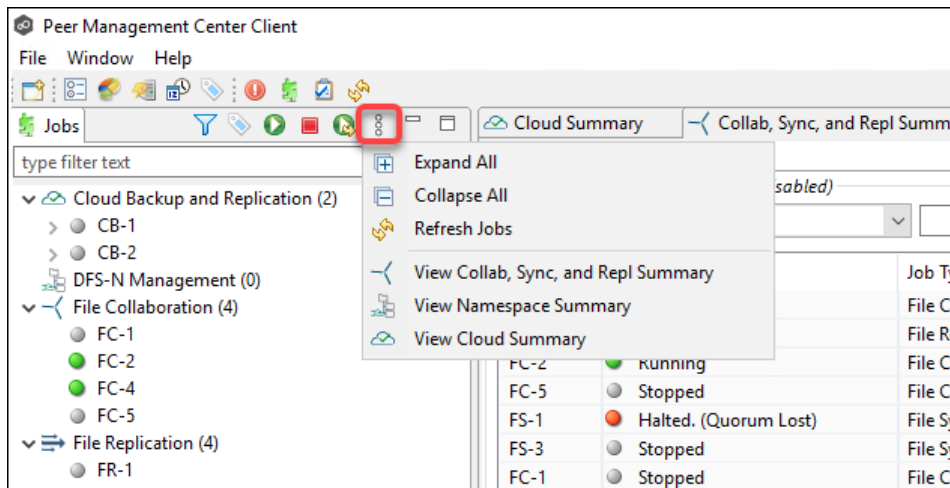 Peer Management Center Client
File Window Help
Jobs
Cloud Summary
Collab, Sync, and Repl Summ
type filter text
Expand All
Collapse All
Refresh Jobs
View Collab, Sync, and Repl Summary
View Namespace Summary
View Cloud Summary
Cloud Backup and Replication (2)
CB-1
CB-2
DFS-N Management (0)
File Collaboration (4)
FC-1
FC-2
FC-4
FC-5
File Replication (4)
FR-1
sabled)
Job Ty
File C
File R
FC-2 Running File C
FC-5 Stopped File C
FS-1 Halted. (Quorum Lost) File Sy
FS-3 Stopped File Sy
FC-1 Stopped File C